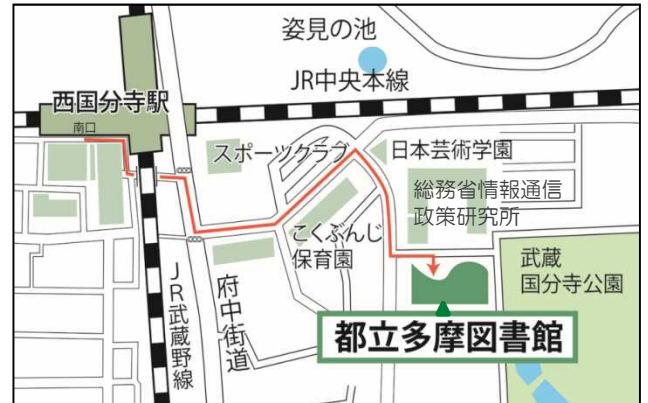 姿見の池
JR中央本線
西国分寺駅
南口
スポーツクラブ
日本芸術学園
総務省情報通信
政策研究所
こくぶんじ
保育園
武蔵
国分寺公園
JR武蔵野線
府中街道
都立多摩図書館